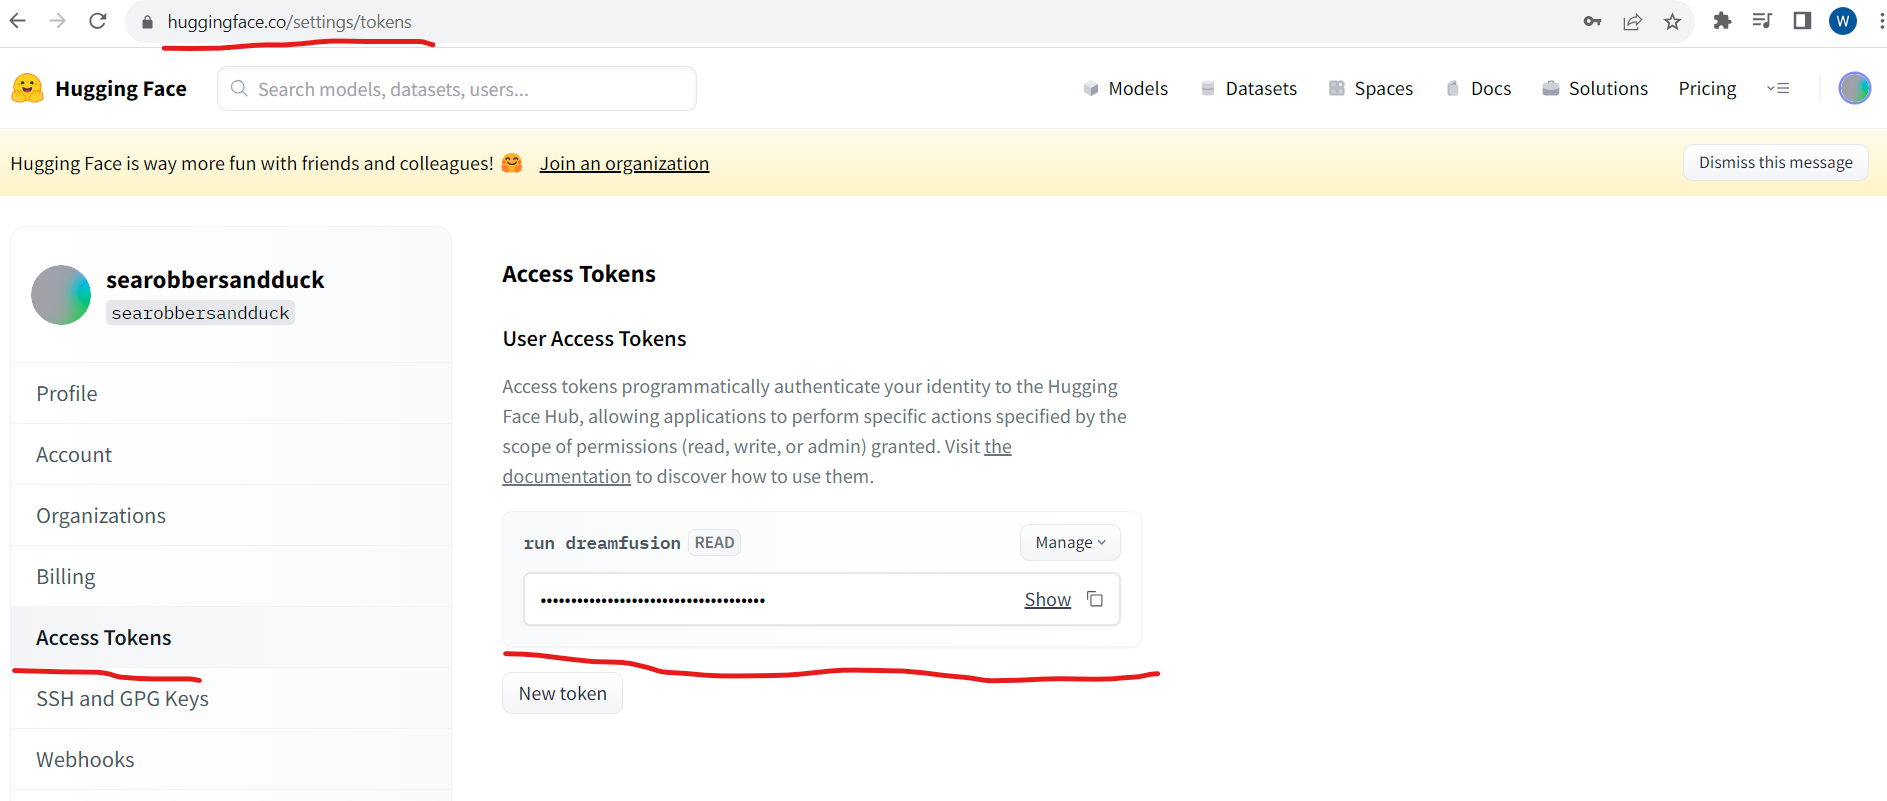 huggingface.co/settings/tokens
W
Hugging Face
Search models, datasets, users...
Models
Datasets
Spaces
Docs
Solutions
Pricing
Hugging Face is way more fun with friends and colleagues! 🤗 Join an organization
Dismiss this message
searobbersandduck
searobbersandduck
Profile
Account
Organizations
Billing
Access Tokens
SSH and GPG Keys
Webhooks
Access Tokens
User Access Tokens
Access tokens programmatically authenticate your identity to the Hugging
Face Hub, allowing applications to perform specific actions specified by the
scope of permissions (read, write, or admin) granted. Visit the
documentation to discover how to use them.
run dreamfusion READ
Manage
••••••••••••••••••••••••••••••••••••• Show
New token